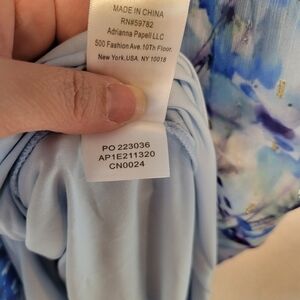 MADE IN CHINA
RN#59782
Adrianna Papell LLC
500 Fashion Ave.10Th Floor.
New York.USA. NY 10018
PO 223036
AP1E211320
CN0024